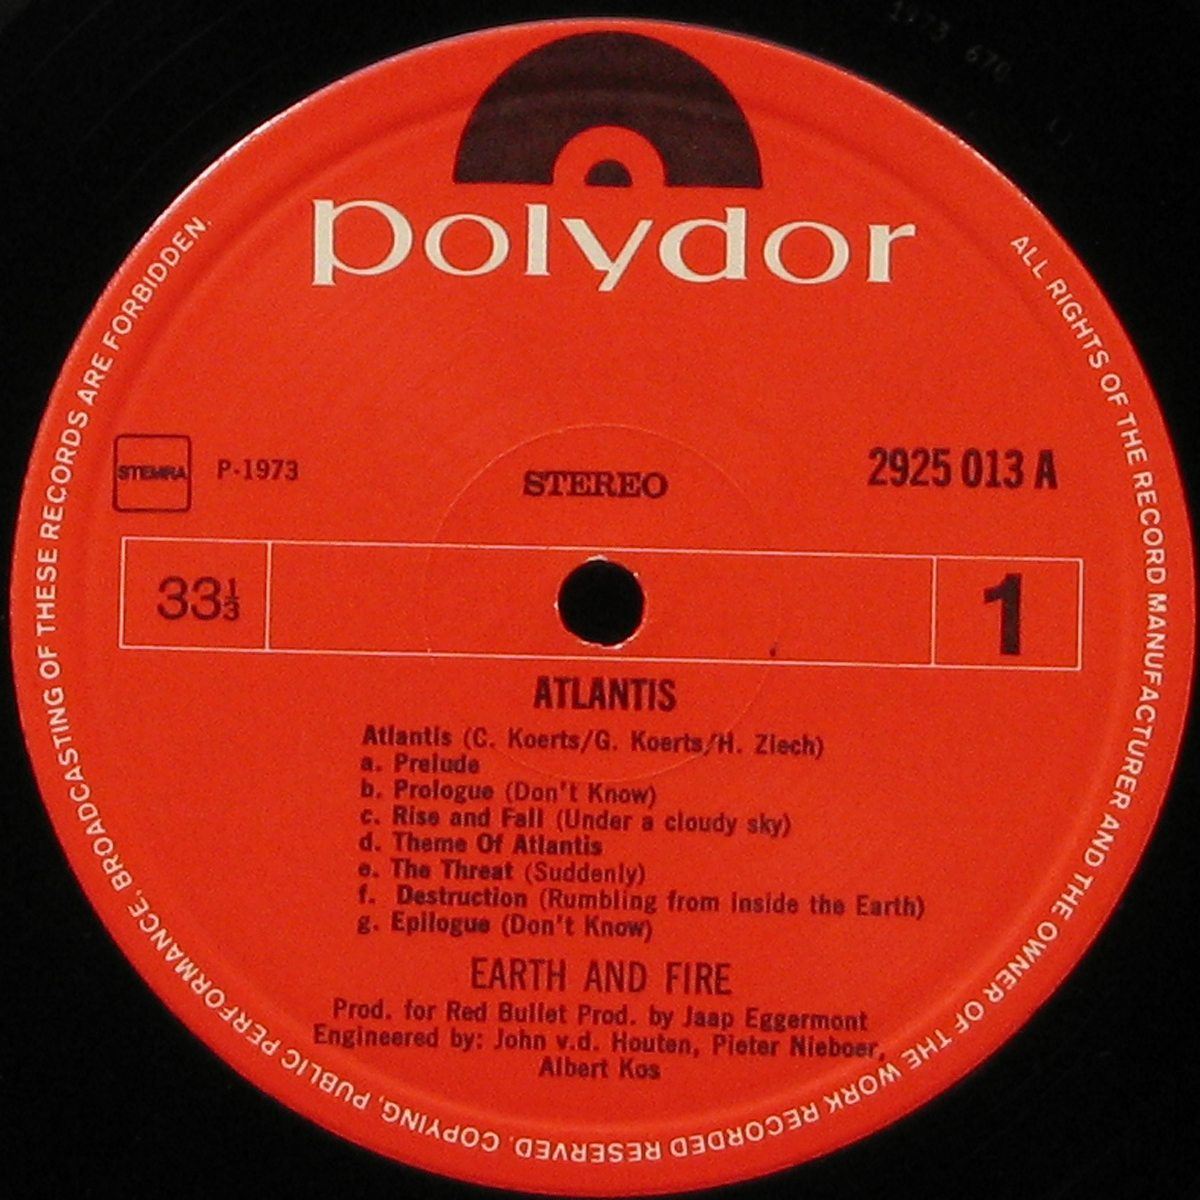 polydor
STEMRA
P-1973
STEREO
2925 013 A
33⅓
1
ATLANTIS
Atlantis (C. Koerts/G. Koerts/H. Ziech)
a. Prelude
b. Prologue (Don't Know)
c. Rise and Fall (Under a cloudy sky)
d. Theme Of Atlantis
e. The Threat (Suddenly)
f. Destruction (Rumbling from inside the Earth)
g. Epilogue (Don't Know)
EARTH AND FIRE
Prod. for Red Bullet Prod. by Jaap Eggermont
Engineered by: John v.d. Houten, Pieter Nieboer,
Albert Kos
ALL RIGHTS OF THE RECORD MANUFACTURER AND THE OWNER OF THE WORK RECORDED RESERVED. COPYING, PUBLIC PERFORMANCE, BROADCASTING OF THESE RECORDS ARE FORBIDDEN.